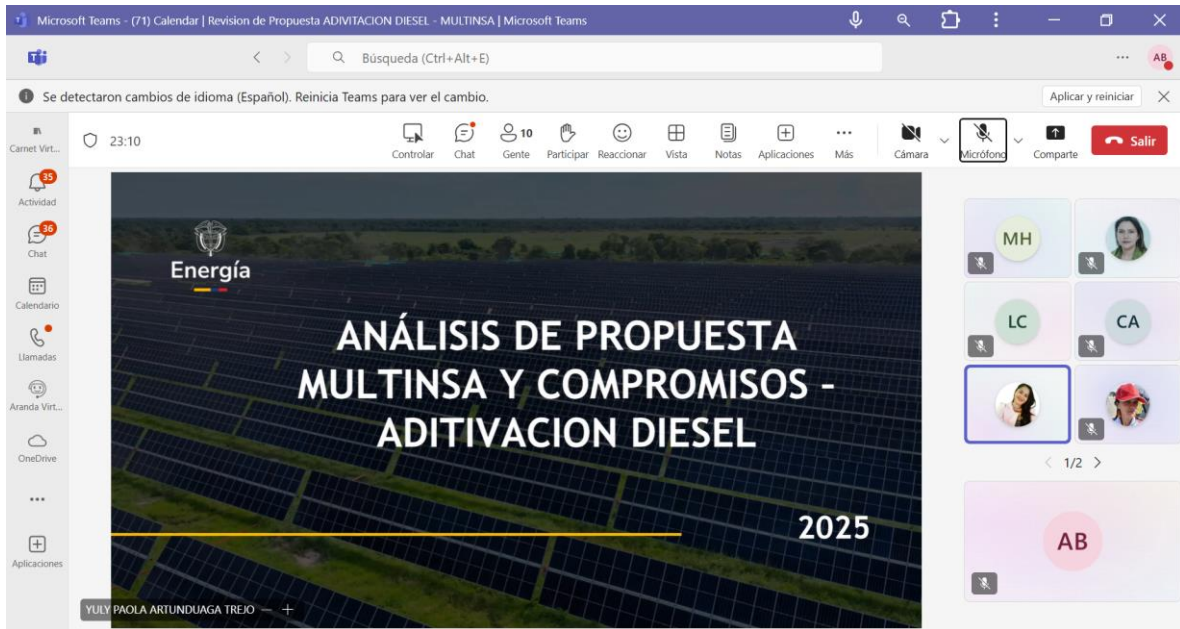 Microsoft Teams - (71) Calendar | Revision de Propuesta ADIVITACION DIESEL - MULTINSA | Microsoft Teams
Búsqueda (Ctrl+Alt+E)
AB
Se detectaron cambios de idioma (Español). Reinicia Teams para ver el cambio.
Aplicar y reiniciar
Carnet Virt...
35
Actividad
36
Chat
Calendario
Llamadas
Aranda Virt...
OneDrive
Aplicaciones
23:10
Controlar
Chat
10
Gente
Participar
Reaccionar
Vista
Notas
Aplicaciones
Más
Cámara
Micrófono
Comparte
Salir
Energía
ANÁLISIS DE PROPUESTA
MULTINSA Y COMPROMISOS -
ADITIVACION DIESEL
2025
YULY PAOLA ARTUNDUAGA TREJO
MH
LC
CA
1/2
AB